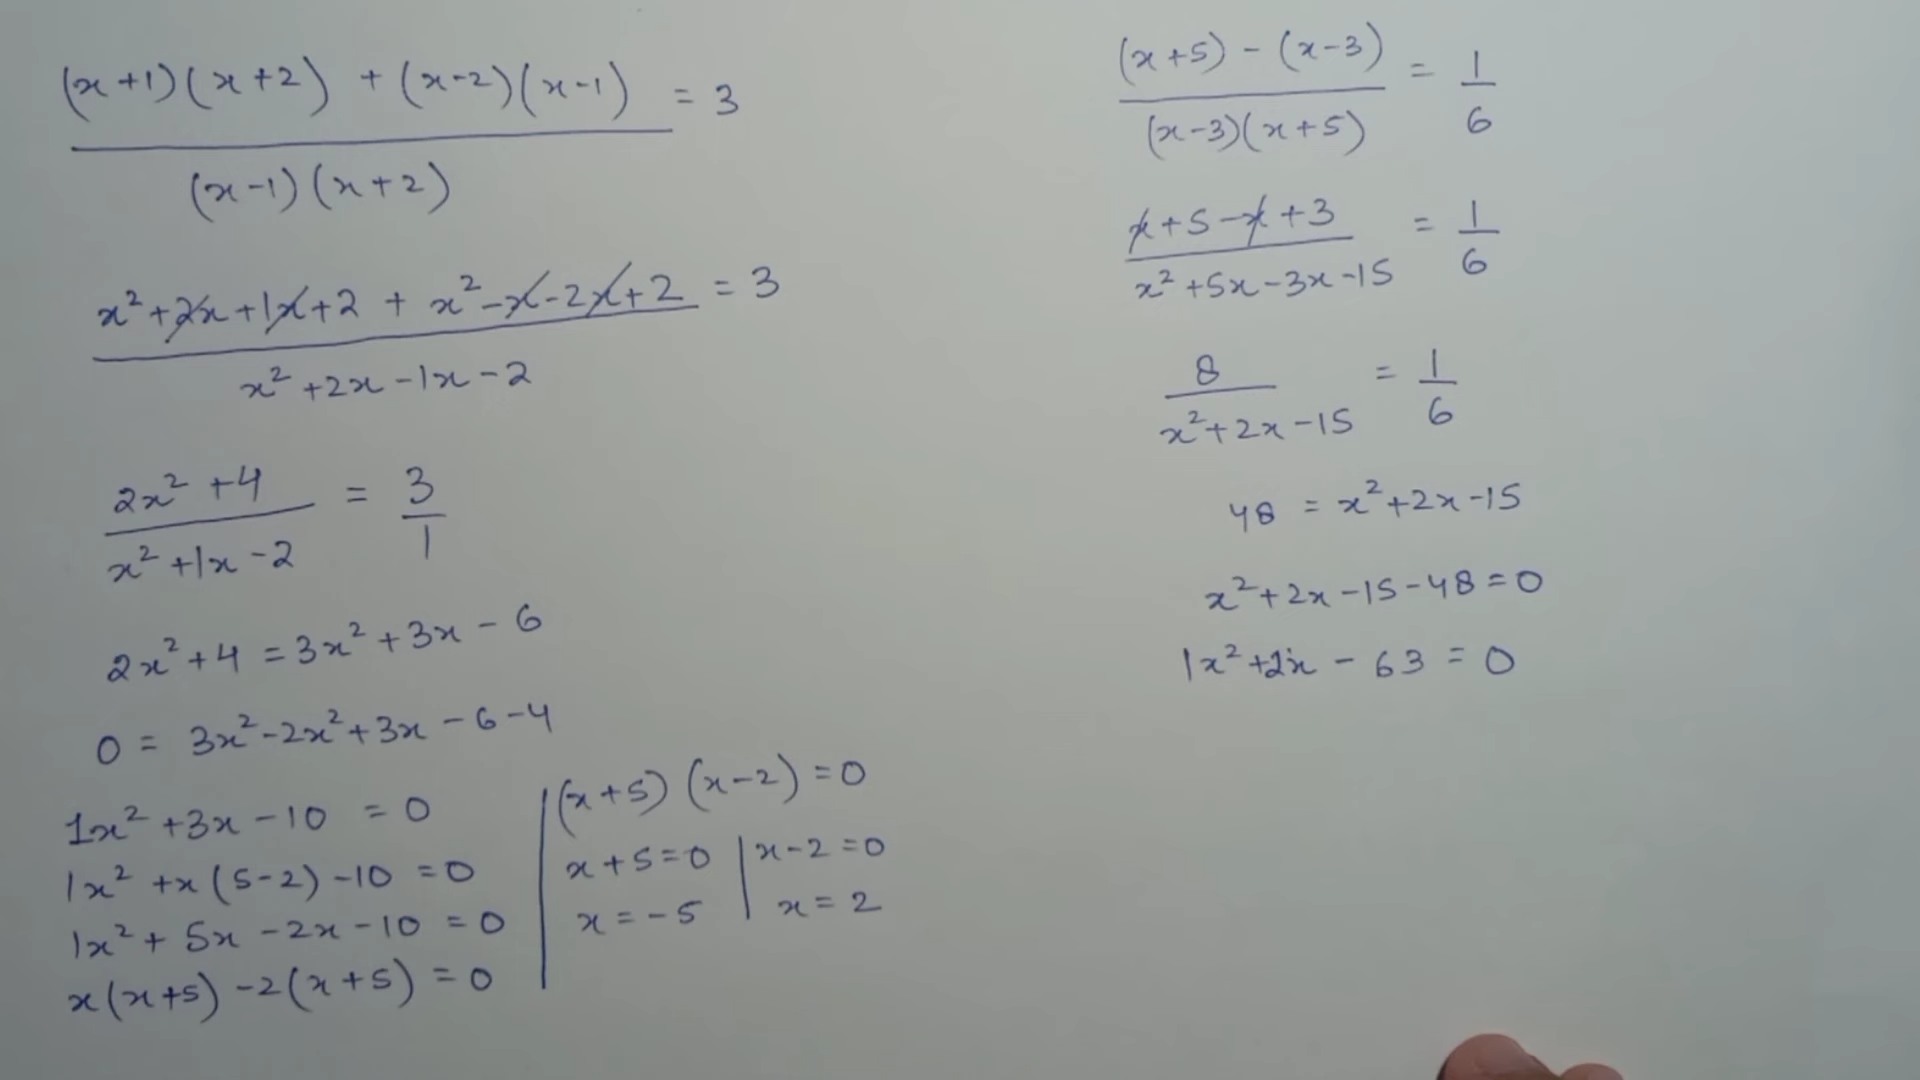 (x+1)(x+2) + (x-2)(x-1) = 3
(x-1)(x+2)
x²+2x+1x+2 + x²-x-2x+2 = 3
x²+2x-1x-2
2x²+4 = 3
x²+1x-2 1
2x²+4 = 3x²+3x-6
0 = 3x²-2x²+3x-6-4
1x²+3x-10 = 0
1x²+x(5-2)-10 = 0
1x²+5x-2x-10 = 0
x(x+5)-2(x+5) = 0
(x+5)(x-2) = 0
x+5=0 | x-2=0
x=-5 | x=2
(x+5)-(x-3) = 1
(x-3)(x+5) 6
x+5-x+3 = 1
x²+5x-3x-15 6
8 = 1
x²+2x-15 6
48 = x²+2x-15
x²+2x-15-48=0
1x²+2x-63=0